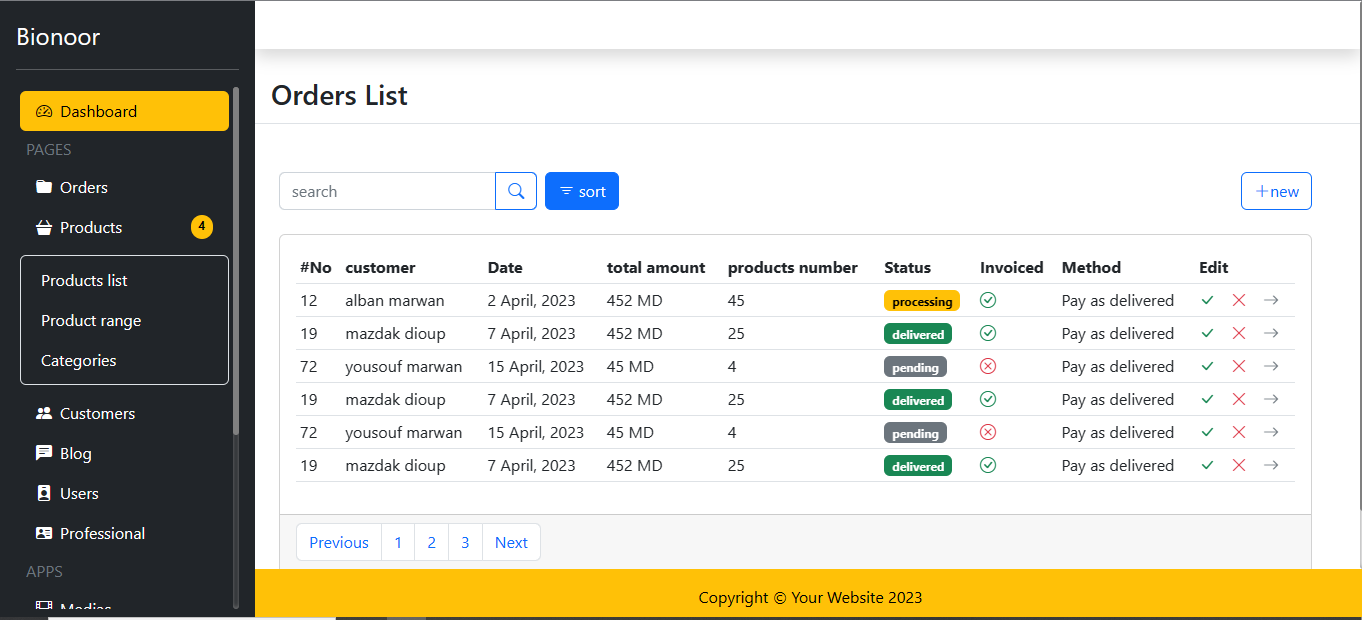 Bionoor
Dashboard
PAGES
Orders
Products 4
Products list
Product range
Categories
Customers
Blog
Users
Professional
APPS
Medias
Orders List
search
sort
+new
#No customer Date total amount products number Status Invoiced Method Edit
12 alban marwan 2 April, 2023 452 MD 45 processing Pay as delivered
19 mazdak dioup 7 April, 2023 452 MD 25 delivered Pay as delivered
72 yousouf marwan 15 April, 2023 45 MD 4 pending Pay as delivered
19 mazdak dioup 7 April, 2023 452 MD 25 delivered Pay as delivered
72 yousouf marwan 15 April, 2023 45 MD 4 pending Pay as delivered
19 mazdak dioup 7 April, 2023 452 MD 25 delivered Pay as delivered
Previous 1 2 3 Next
Copyright © Your Website 2023